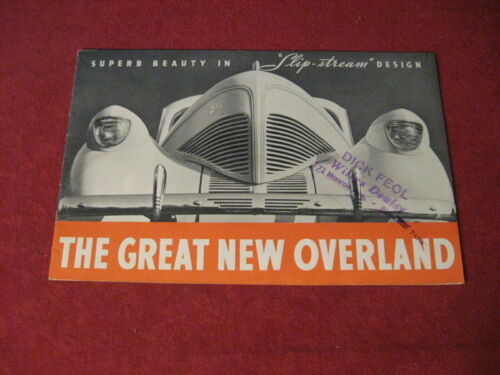 SUPERB BEAUTY IN "Slip-stream" DESIGN
DICK FEOL
Willys Dealer
THE GREAT NEW OVERLAND